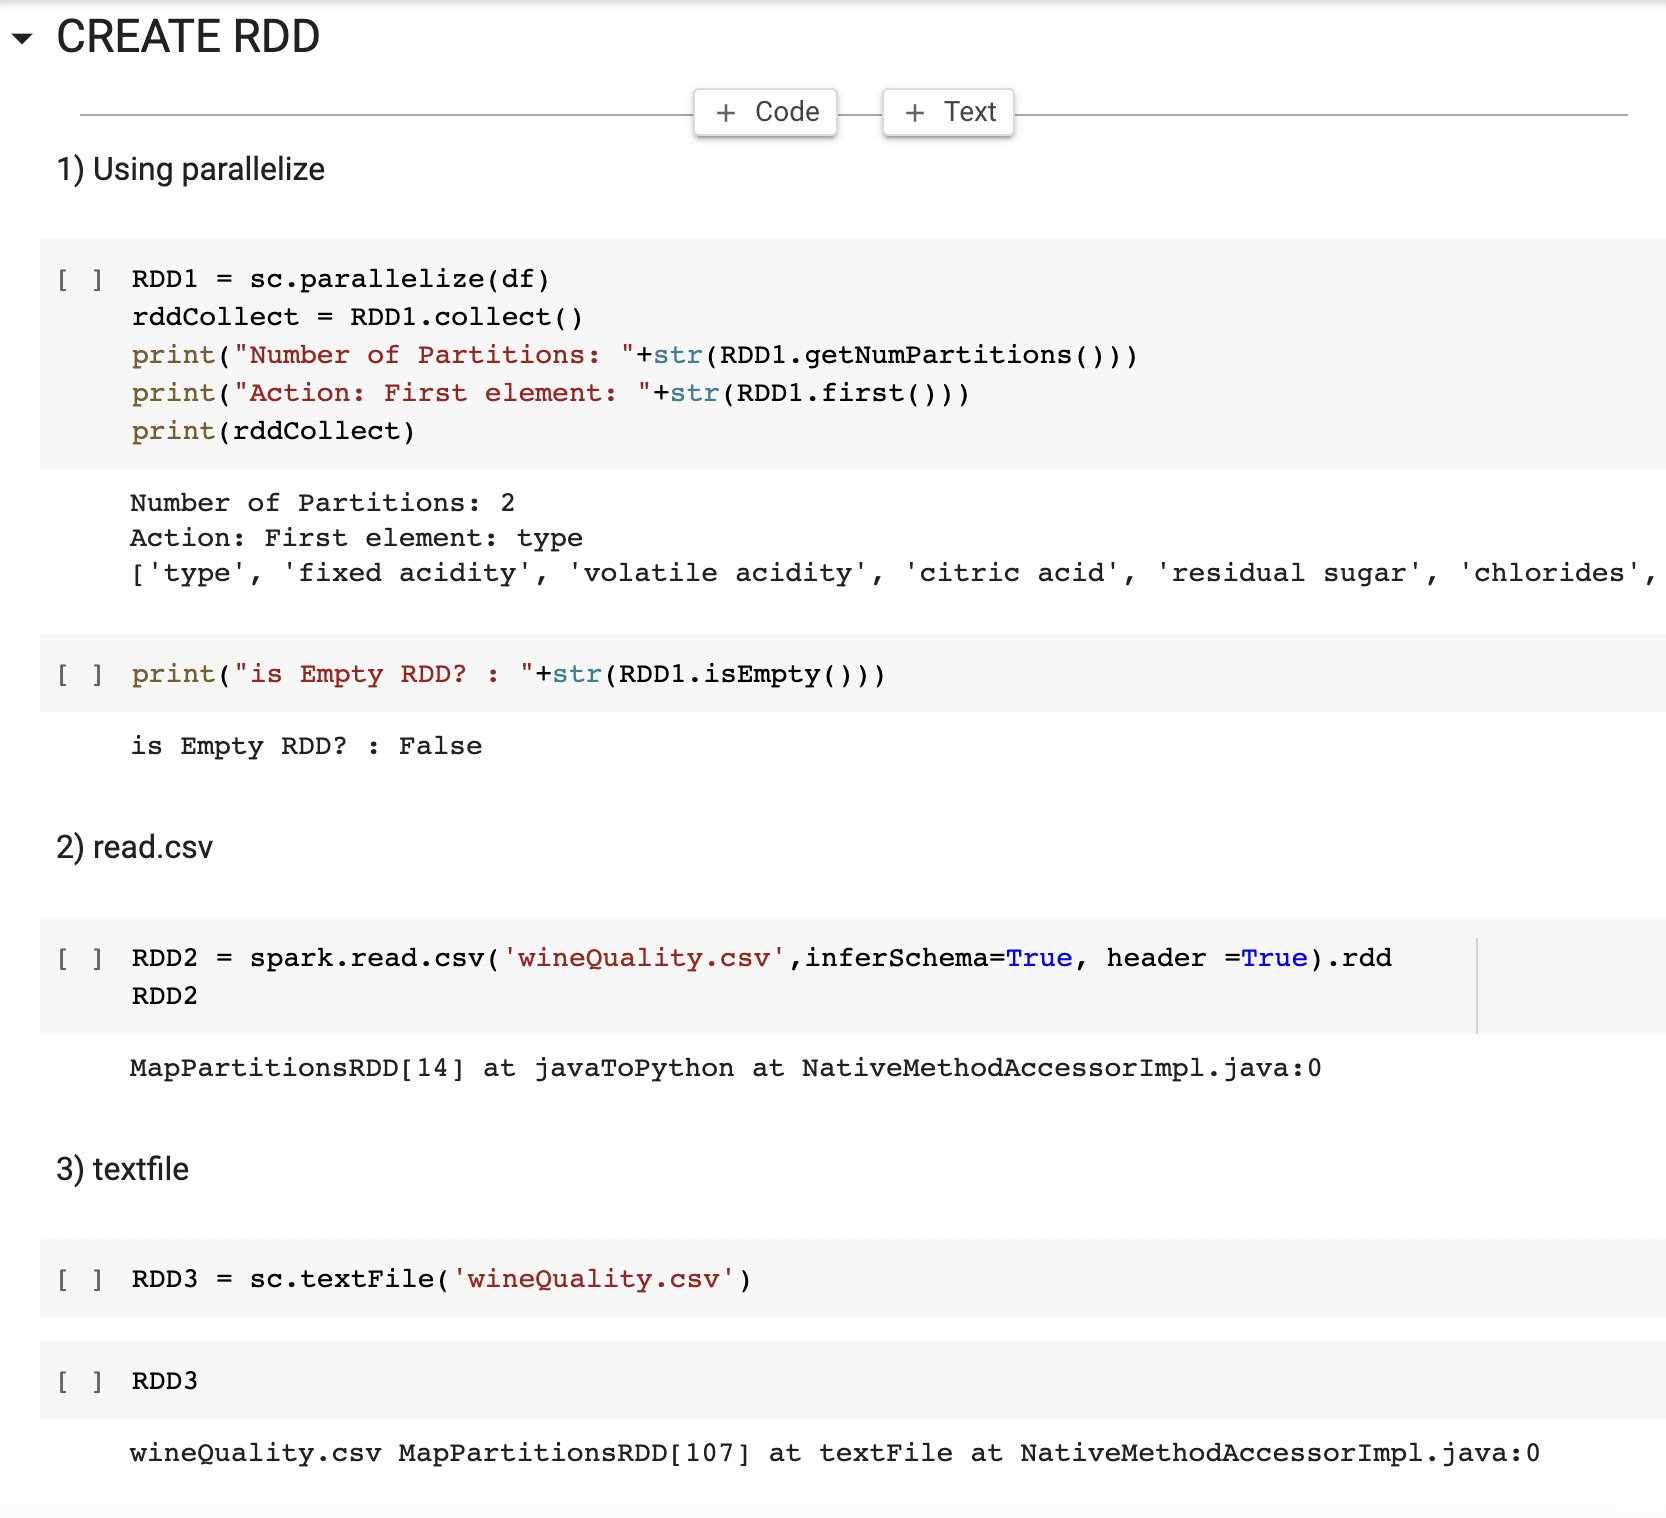 CREATE RDD
+ Code + Text
1) Using parallelize
[ ] RDD1 = sc.parallelize(df)
rddCollect = RDD1.collect()
print("Number of Partitions: "+str(RDD1.getNumPartitions()))
print("Action: First element: "+str(RDD1.first()))
print(rddCollect)
Number of Partitions: 2
Action: First element: type
['type', 'fixed acidity', 'volatile acidity', 'citric acid', 'residual sugar', 'chlorides',
[ ] print("is Empty RDD? : "+str(RDD1.isEmpty()))
is Empty RDD? : False
2) read.csv
[ ] RDD2 = spark.read.csv('wineQuality.csv',inferSchema=True, header =True).rdd
RDD2
MapPartitionsRDD[14] at javaToPython at NativeMethodAccessorImpl.java:0
3) textfile
[ ] RDD3 = sc.textFile('wineQuality.csv')
[ ] RDD3
wineQuality.csv MapPartitionsRDD[107] at textFile at NativeMethodAccessorImpl.java:0